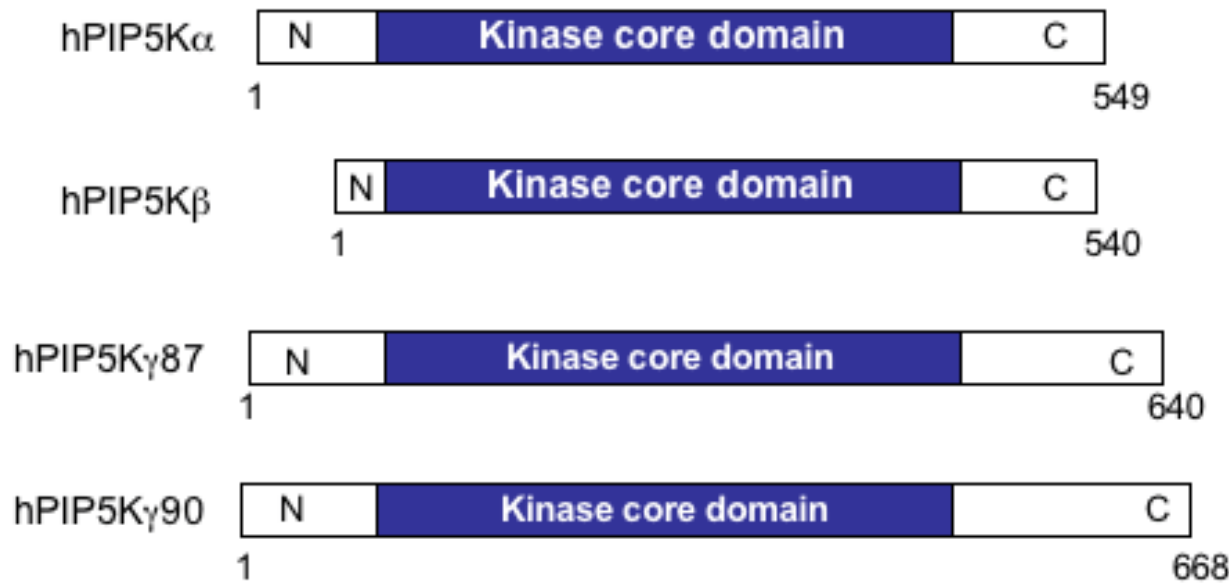 hPIP5Kα N Kinase core domain C
1 549
hPIP5Kβ N Kinase core domain C
1 540
hPIP5Kγ87 N Kinase core domain C
1 640
hPIP5Kγ90 N Kinase core domain C
1 668